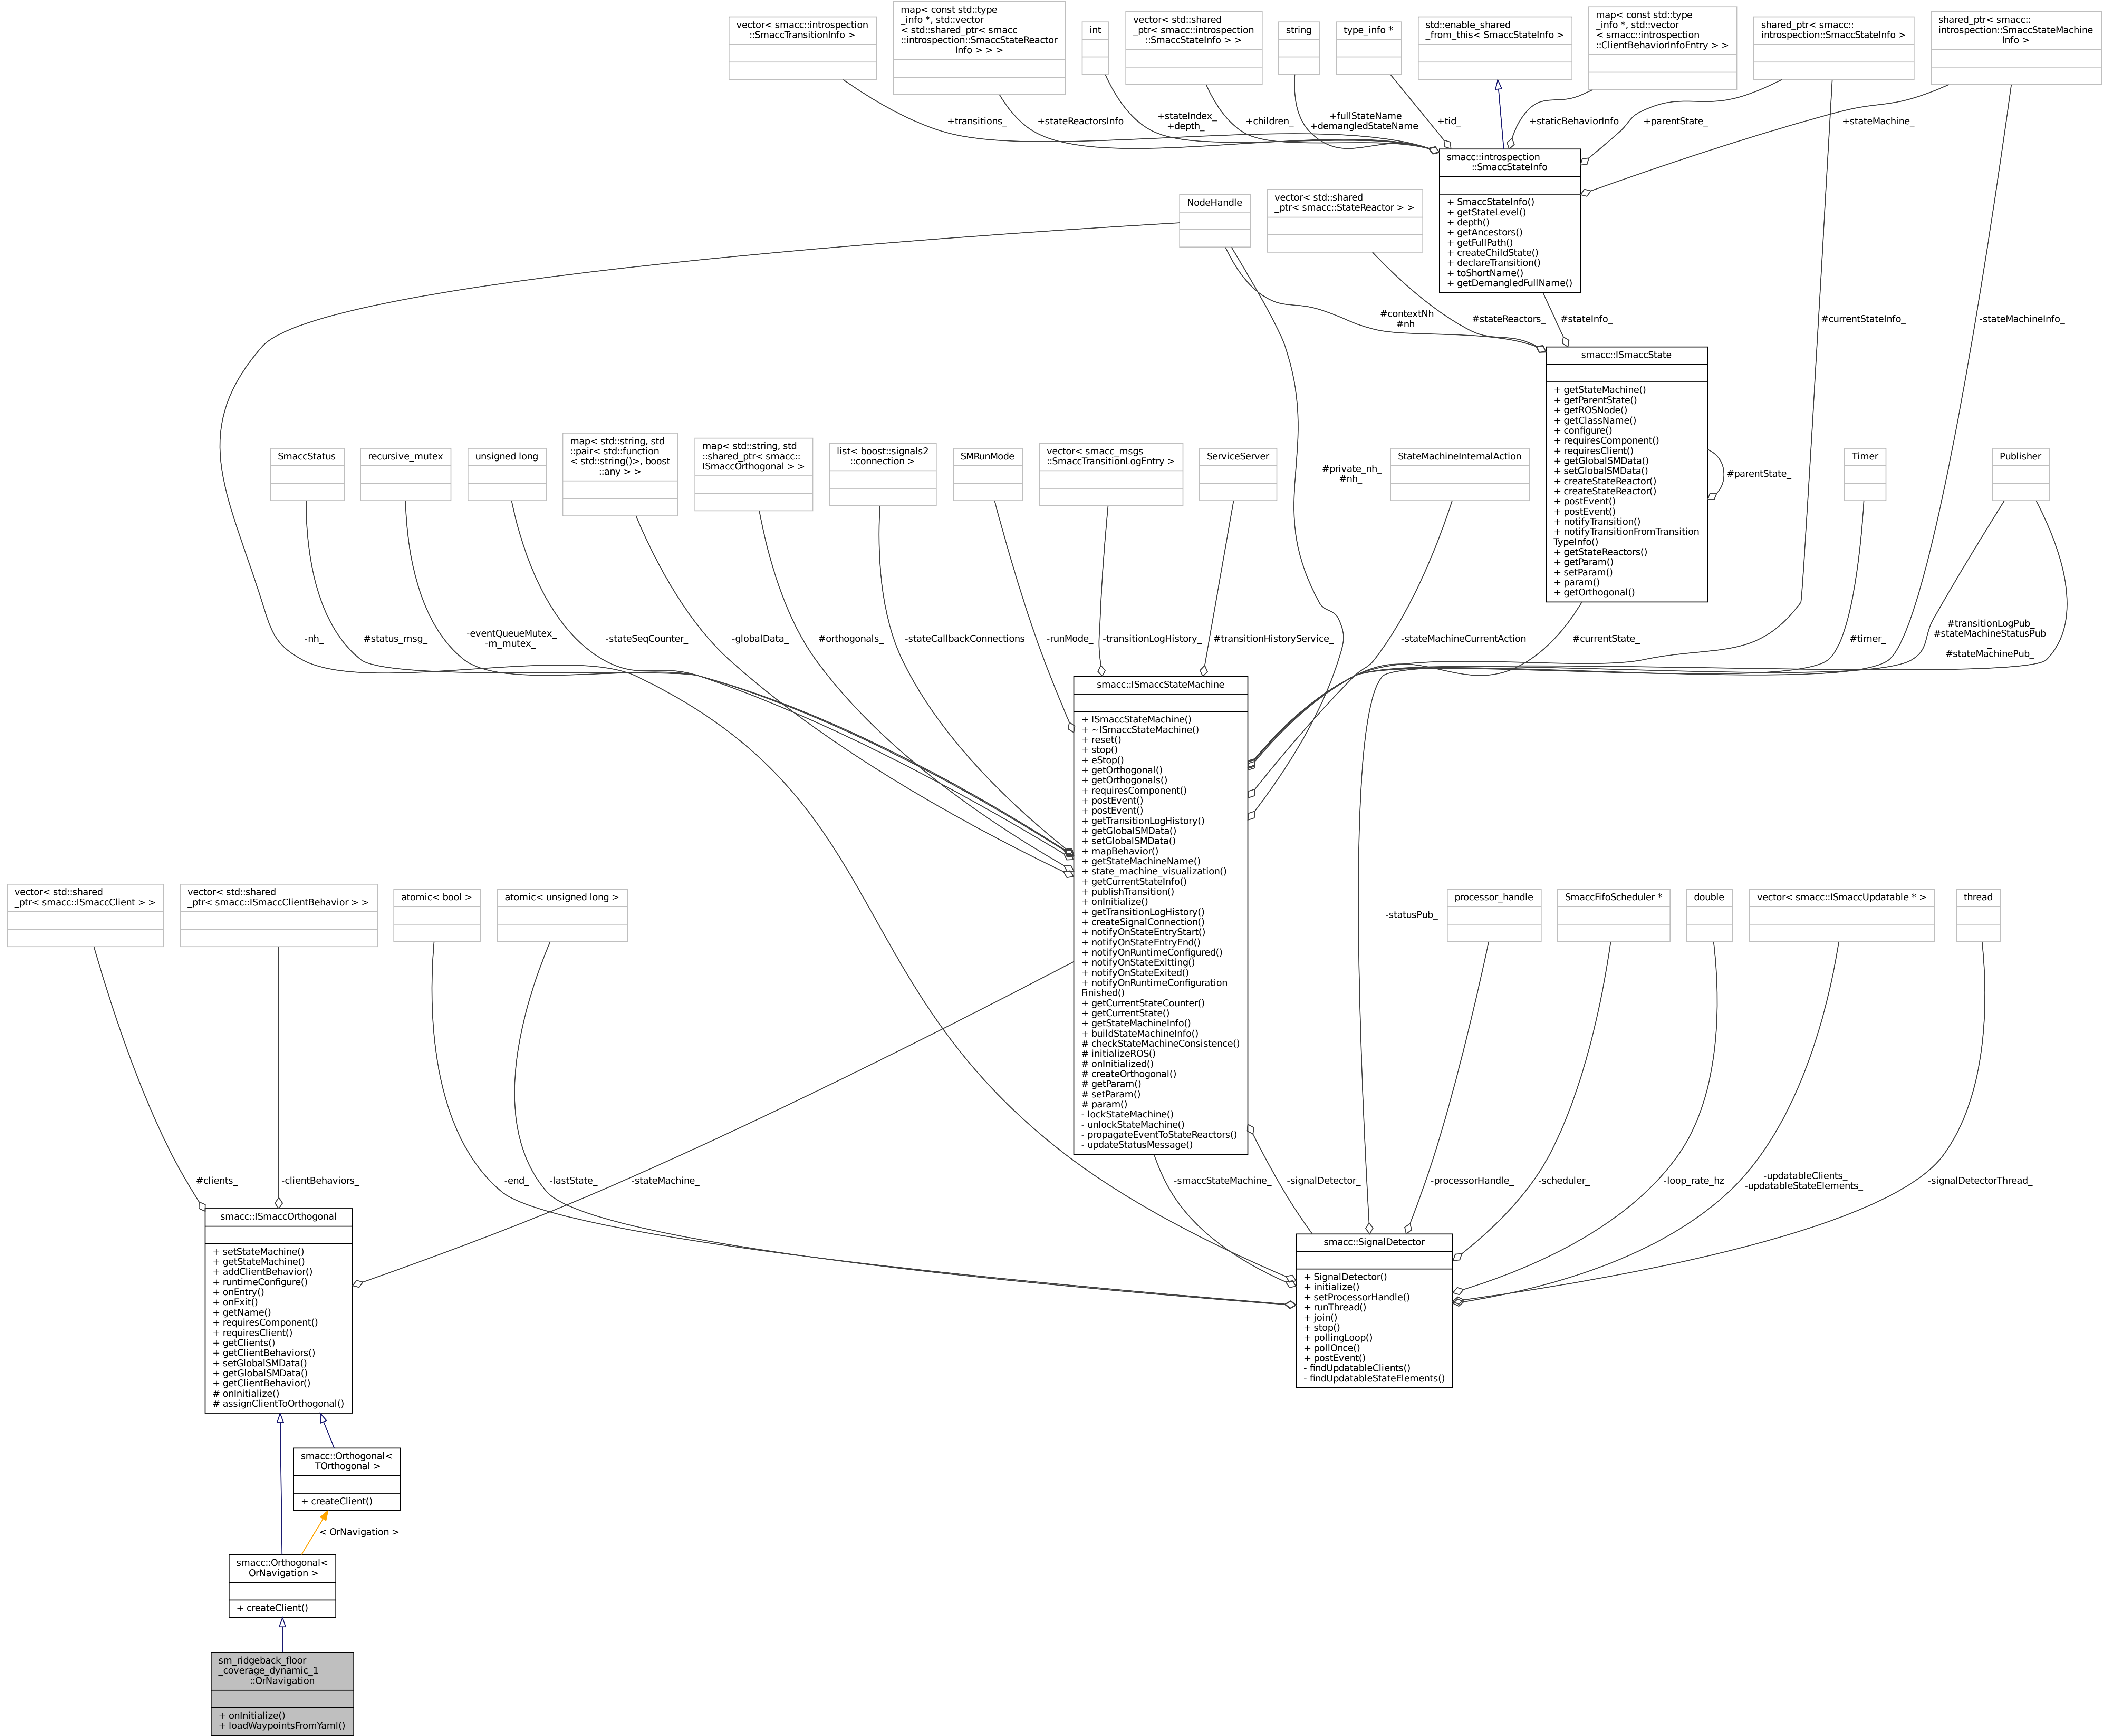 vector< smacc::introspection
::SmaccTransitionInfo >
map< const std::type
_info *, std::vector
< std::shared_ptr< smacc
::introspection::SmaccStateReactor
Info > > >
int
vector< std::shared
_ptr< smacc::introspection
::SmaccStateInfo > >
string
type_info *
std::enable_shared
_from_this< SmaccStateInfo >
map< const std::type
_info *, std::vector
< smacc::introspection
::ClientBehaviorInfoEntry > >
shared_ptr< smacc::
introspection::SmaccStateInfo >
shared_ptr< smacc::
introspection::SmaccStateMachine
Info >
+transitions_
+stateReactorsInfo
+stateIndex_
+depth_
+children_
+fullStateName
+demangledStateName
+tid_
+staticBehaviorInfo
+parentState_
+stateMachine_
smacc::introspection
::SmaccStateInfo
+ SmaccStateInfo()
+ getStateLevel()
+ depth()
+ getAncestors()
+ getFullPath()
+ createChildState()
+ declareTransition()
+ toShortName()
+ getDemangledFullName()
NodeHandle
vector< std::shared
_ptr< smacc::StateReactor > >
#contextNh
#nh
#stateReactors_
#stateInfo_
#currentStateInfo_
-stateMachineInfo_
smacc::ISmaccState
+ getStateMachine()
+ getParentState()
+ getROSNode()
+ getClassName()
+ configure()
+ requiresComponent()
+ requiresClient()
+ getGlobalSMData()
+ setGlobalSMData()
+ createStateReactor()
+ createStateReactor()
+ postEvent()
+ postEvent()
+ notifyTransition()
+ notifyTransitionFromTransition
TypeInfo()
+ getStateReactors()
+ getParam()
+ setParam()
+ param()
+ getOrthogonal()
#parentState_
SmaccStatus
recursive_mutex
unsigned long
map< std::string, std
::pair< std::function
< std::string()>, boost
::any > >
map< std::string, std
::shared_ptr< smacc::
ISmaccOrthogonal > >
list< boost::signals2
::connection >
SMRunMode
vector< smacc_msgs
::SmaccTransitionLogEntry >
ServiceServer
#private_nh_
#nh_
StateMachineInternalAction
Timer
Publisher
-nh_
#status_msg_
-eventQueueMutex_
-m_mutex_
-stateSeqCounter_
-globalData_
#orthogonals_
-stateCallbackConnections
-runMode_
-transitionLogHistory_
#transitionHistoryService_
-stateMachineCurrentAction
#currentState_
#timer_
#transitionLogPub_
#stateMachineStatusPub
_
#stateMachinePub_
smacc::ISmaccStateMachine
+ ISmaccStateMachine()
+ ~ISmaccStateMachine()
+ reset()
+ stop()
+ eStop()
+ getOrthogonal()
+ getOrthogonals()
+ requiresComponent()
+ postEvent()
+ postEvent()
+ getTransitionLogHistory()
+ getGlobalSMData()
+ setGlobalSMData()
+ mapBehavior()
+ getStateMachineName()
+ state_machine_visualization()
+ getCurrentStateInfo()
+ publishTransition()
+ onInitialize()
+ getTransitionLogHistory()
+ createSignalConnection()
+ notifyOnStateEntryStart()
+ notifyOnStateEntryEnd()
+ notifyOnRuntimeConfigured()
+ notifyOnStateExitting()
+ notifyOnStateExited()
+ notifyOnRuntimeConfiguration
Finished()
+ getCurrentStateCounter()
+ getCurrentState()
+ getStateMachineInfo()
+ buildStateMachineInfo()
# checkStateMachineConsistence()
# initializeROS()
# onInitialized()
# createOrthogonal()
# getParam()
# setParam()
# param()
- lockStateMachine()
- unlockStateMachine()
- propagateEventToStateReactors()
- updateStatusMessage()
vector< std::shared
_ptr< smacc::ISmaccClient > >
vector< std::shared
_ptr< smacc::ISmaccClientBehavior > >
atomic< bool >
atomic< unsigned long >
-statusPub_
processor_handle
SmaccFifoScheduler *
double
vector< smacc::ISmaccUpdatable * >
thread
#clients_
-clientBehaviors_
-end_
-lastState_
-stateMachine_
-smaccStateMachine_
-signalDetector_
-processorHandle_
-scheduler_
-loop_rate_hz
-updatableClients_
-updatableStateElements_
-signalDetectorThread_
smacc::ISmaccOrthogonal
+ setStateMachine()
+ getStateMachine()
+ addClientBehavior()
+ runtimeConfigure()
+ onEntry()
+ onExit()
+ getName()
+ requiresComponent()
+ requiresClient()
+ getClients()
+ getClientBehaviors()
+ setGlobalSMData()
+ getGlobalSMData()
+ getClientBehavior()
# onInitialize()
# assignClientToOrthogonal()
smacc::SignalDetector
+ SignalDetector()
+ initialize()
+ setProcessorHandle()
+ runThread()
+ join()
+ stop()
+ pollingLoop()
+ pollOnce()
+ postEvent()
- findUpdatableClients()
- findUpdatableStateElements()
smacc::Orthogonal<
TOrthogonal >
+ createClient()
< OrNavigation >
smacc::Orthogonal<
OrNavigation >
+ createClient()
sm_ridgeback_floor
_coverage_dynamic_1
::OrNavigation
+ onInitialize()
+ loadWaypointsFromYaml()